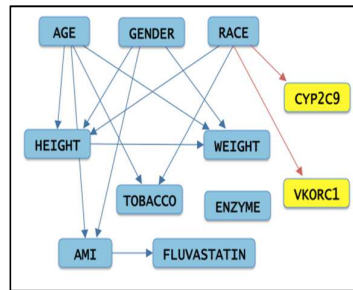 AGE GENDER RACE
CYP2C9
HEIGHT WEIGHT
TOBACCO ENZYME VKORC1
AMI FLUVASTATIN